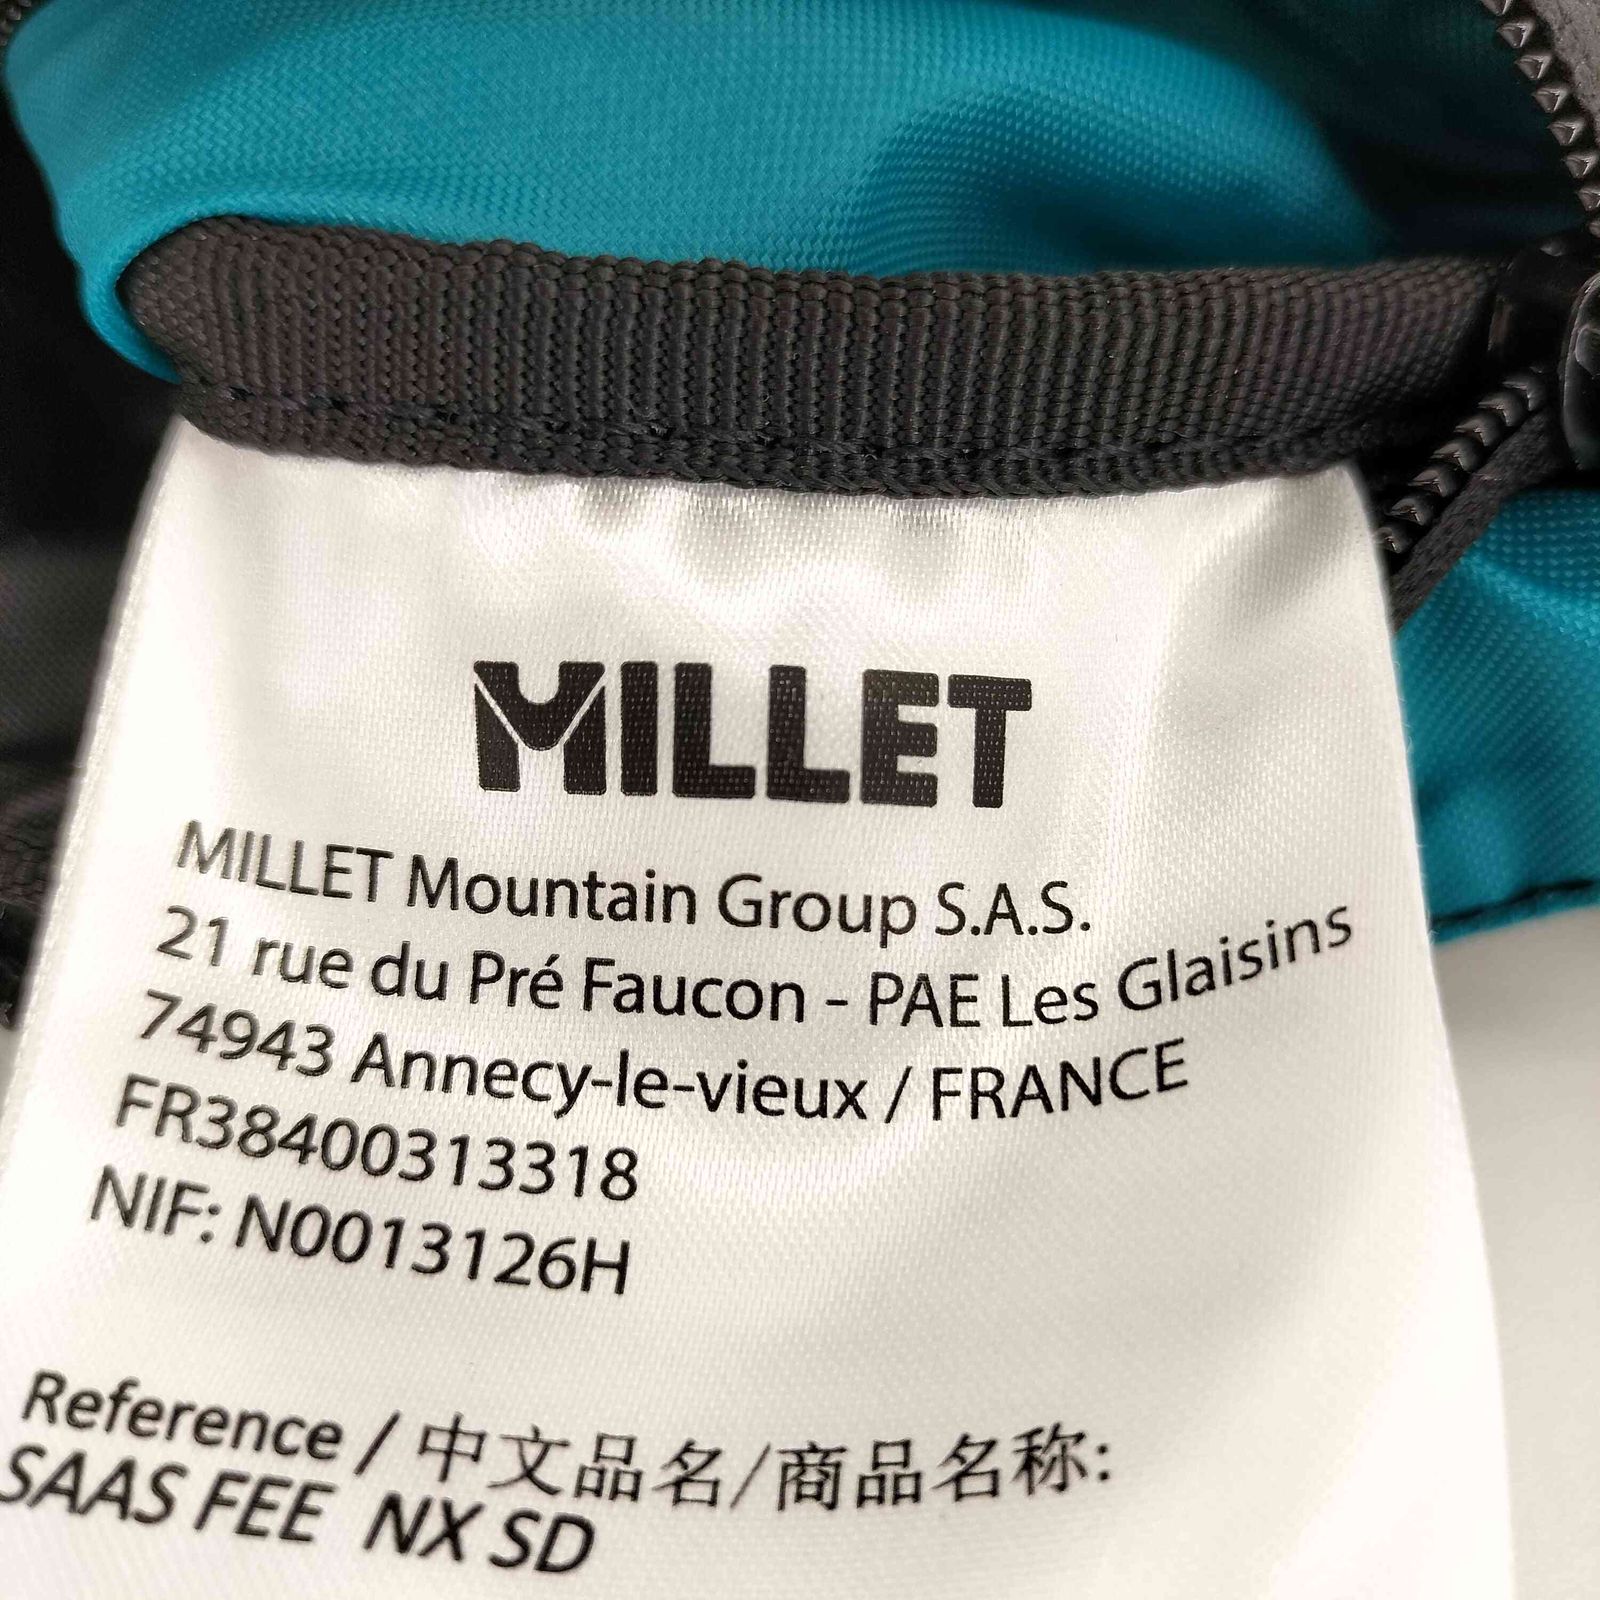 MILLET
MILLET Mountain Group S.A.S.
21 rue du Pré Faucon - PAE Les Glaisins
74943 Annecy-le-vieux / FRANCE
FR38400313318
NIF: N0013126H
Reference / 中文品名/商品名称:
SAAS FEE NX SD